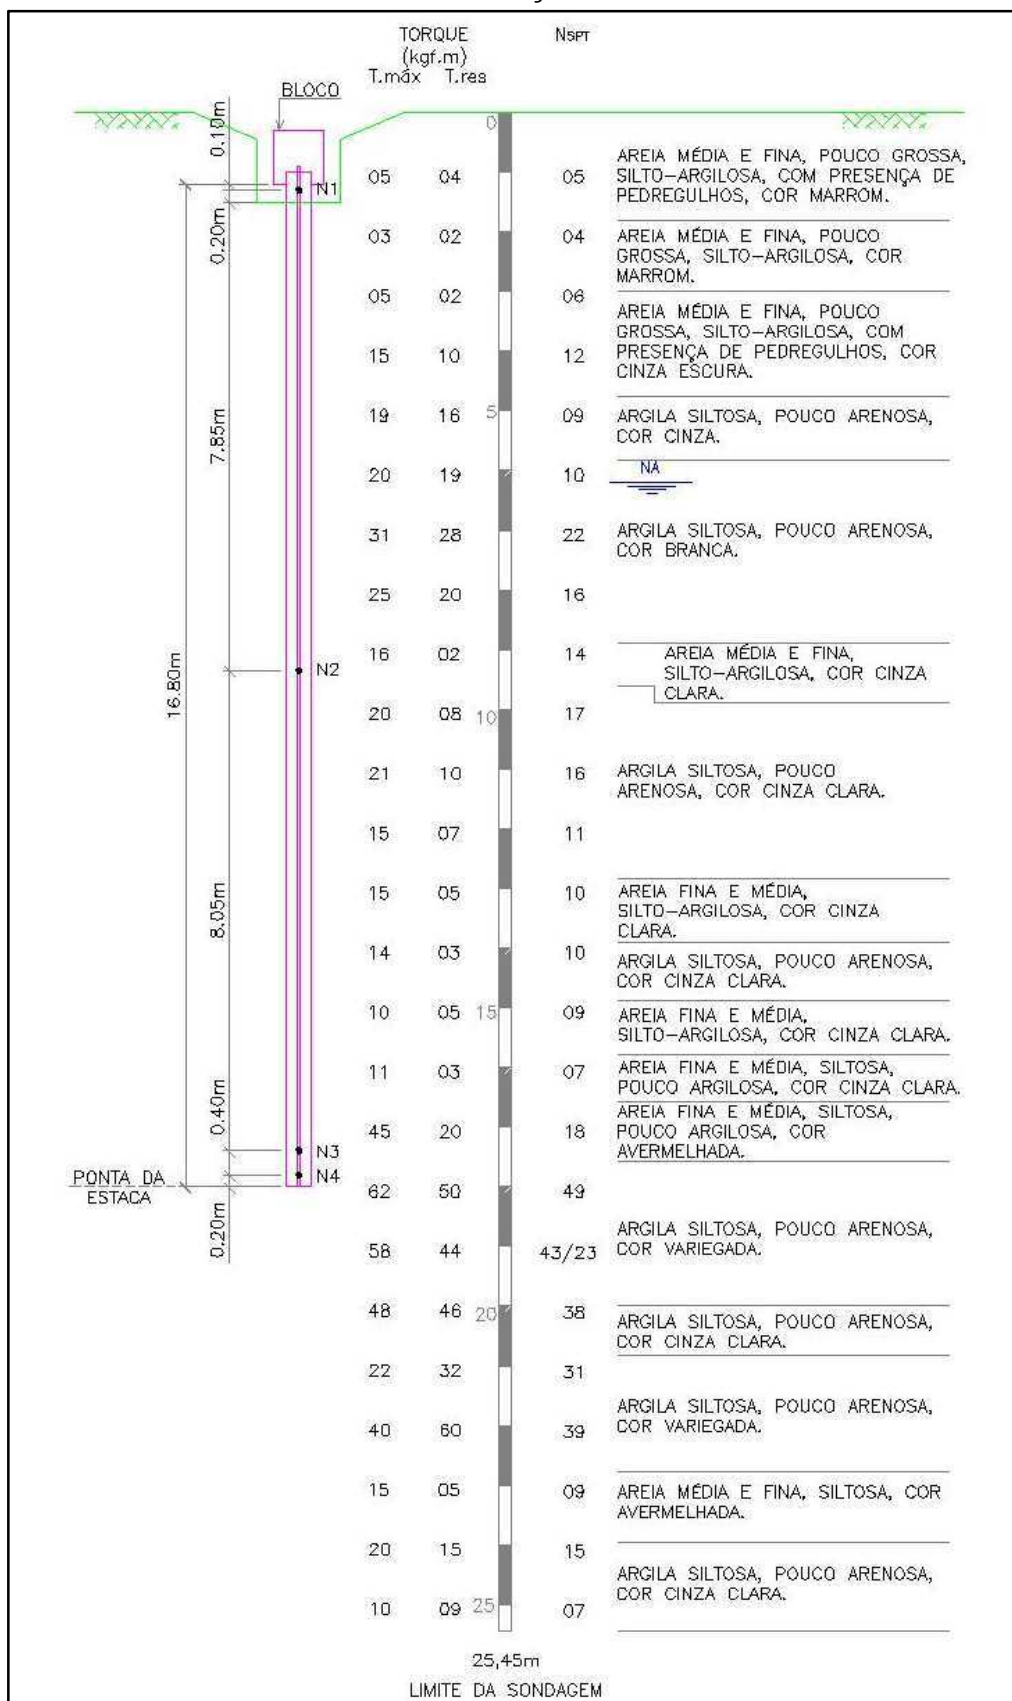 TORQUE
(kgf.m)
T.máx T.res
NSPT
BLOCO
0.10m
0
05 04 05
AREIA MÉDIA E FINA, POUCO GROSSA,
SILTO-ARGILOSA, COM PRESENÇA DE
PEDREGULHOS, COR MARROM.
N1
0.20m
03 02 04
AREIA MÉDIA E FINA, POUCO
GROSSA, SILTO-ARGILOSA, COR
MARROM.
05 02 06
AREIA MÉDIA E FINA, POUCO
GROSSA, SILTO-ARGILOSA, COM
PRESENÇA DE PEDREGULHOS, COR
CINZA ESCURA.
15 10 12
7.85m
19 16 5 09
ARGILA SILTOSA, POUCO ARENOSA,
COR CINZA.
20 19 10
NA
31 28 22
ARGILA SILTOSA, POUCO ARENOSA,
COR BRANCA.
25 20 16
16 02 14
AREIA MÉDIA E FINA,
SILTO-ARGILOSA, COR CINZA
CLARA.
N2
16.80m
20 08 10 17
21 10 16
ARGILA SILTOSA, POUCO
ARENOSA, COR CINZA CLARA.
15 07 11
8.05m
15 05 10
AREIA FINA E MÉDIA,
SILTO-ARGILOSA, COR CINZA
CLARA.
14 03 10
ARGILA SILTOSA, POUCO ARENOSA,
COR CINZA CLARA.
10 05 15 09
AREIA FINA E MÉDIA,
SILTO-ARGILOSA, COR CINZA CLARA.
11 03 07
AREIA FINA E MÉDIA, SILTOSA,
POUCO ARGILOSA, COR CINZA CLARA.
0.40m
45 20 18
AREIA FINA E MÉDIA, SILTOSA,
POUCO ARGILOSA, COR
AVERMELHADA.
N3
N4
PONTA DA
ESTACA
0.20m
62 50 49
58 44 43/23
ARGILA SILTOSA, POUCO ARENOSA,
COR VARIEGADA.
48 46 20 38
ARGILA SILTOSA, POUCO ARENOSA,
COR CINZA CLARA.
22 32 31
40 60 39
ARGILA SILTOSA, POUCO ARENOSA,
COR VARIEGADA.
15 05 09
AREIA MÉDIA E FINA, SILTOSA, COR
AVERMELHADA.
20 15 15
ARGILA SILTOSA, POUCO ARENOSA,
COR CINZA CLARA.
10 09 25 07
25,45m
LIMITE DA SONDAGEM